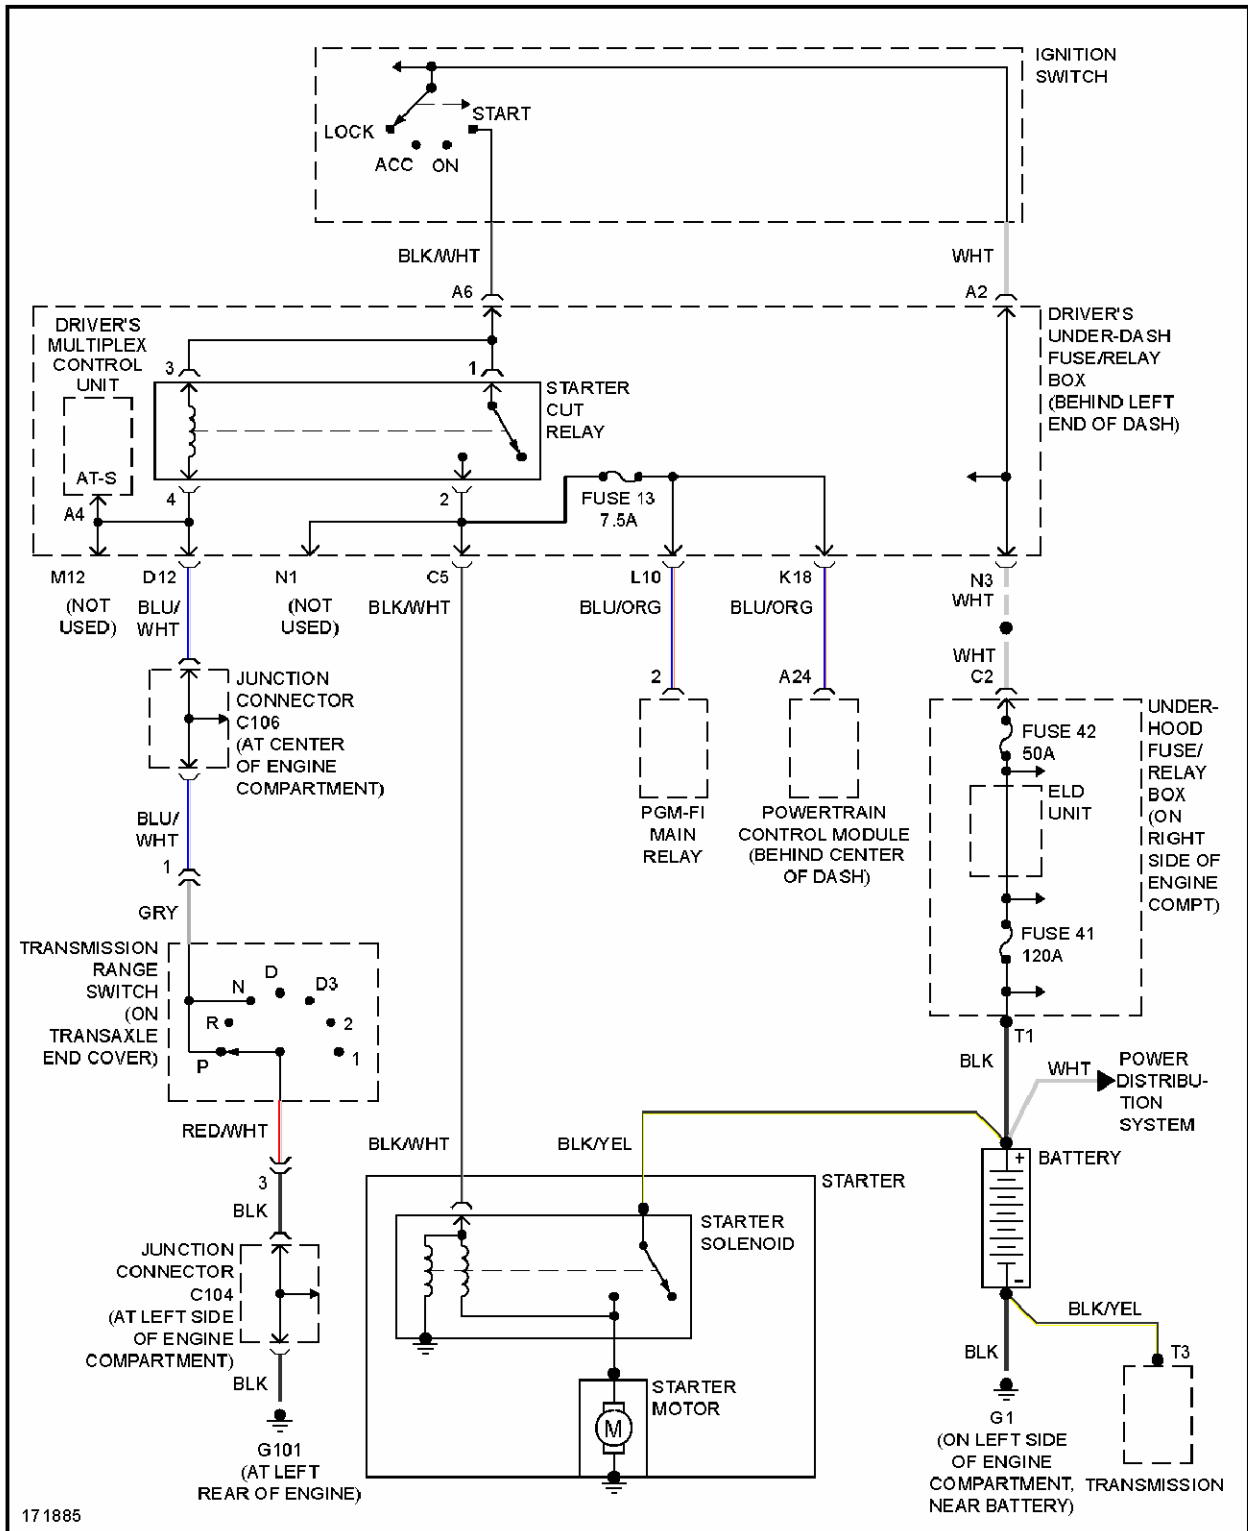 IGNITION
SWITCH
START
LOCK
ACC
ON
BLK/WHT
WHT
A6
A2
DRIVER'S
MULTIPLEX
CONTROL
UNIT
DRIVER'S
UNDER-DASH
FUSE/RELAY
BOX
(BEHIND LEFT
END OF DASH)
3
1
STARTER
CUT
RELAY
AT-S
A4
4
2
FUSE 13
7.5A
M12
(NOT
USED)
D12
BLU/
WHT
N1
(NOT
USED)
C5
BLK/WHT
L10
BLU/ORG
K18
BLU/ORG
N3
WHT
WHT
C2
JUNCTION
CONNECTOR
C106
(AT CENTER
OF ENGINE
COMPARTMENT)
2
A24
PGM-FI
MAIN
RELAY
POWERTRAIN
CONTROL MODULE
(BEHIND CENTER
OF DASH)
FUSE 42
50A
ELD
UNIT
FUSE 41
120A
UNDER-
HOOD
FUSE/
RELAY
BOX
(ON
RIGHT
SIDE OF
ENGINE
COMPT)
BLU/
WHT
1
GRY
TRANSMISSION
RANGE
SWITCH
(ON
TRANSAXLE
END COVER)
N
D
D3
R
2
P
1
T1
BLK
WHT
POWER
DISTRIBU-
TION
SYSTEM
RED/WHT
3
BLK
BLK/WHT
BLK/YEL
+
BATTERY
-
STARTER
STARTER
SOLENOID
JUNCTION
CONNECTOR
C104
(AT LEFT SIDE
OF ENGINE
COMPARTMENT)
BLK
G101
(AT LEFT
REAR OF ENGINE)
STARTER
MOTOR
M
BLK/YEL
BLK
T3
G1
(ON LEFT SIDE
OF ENGINE
COMPARTMENT,
NEAR BATTERY)
TRANSMISSION
171885